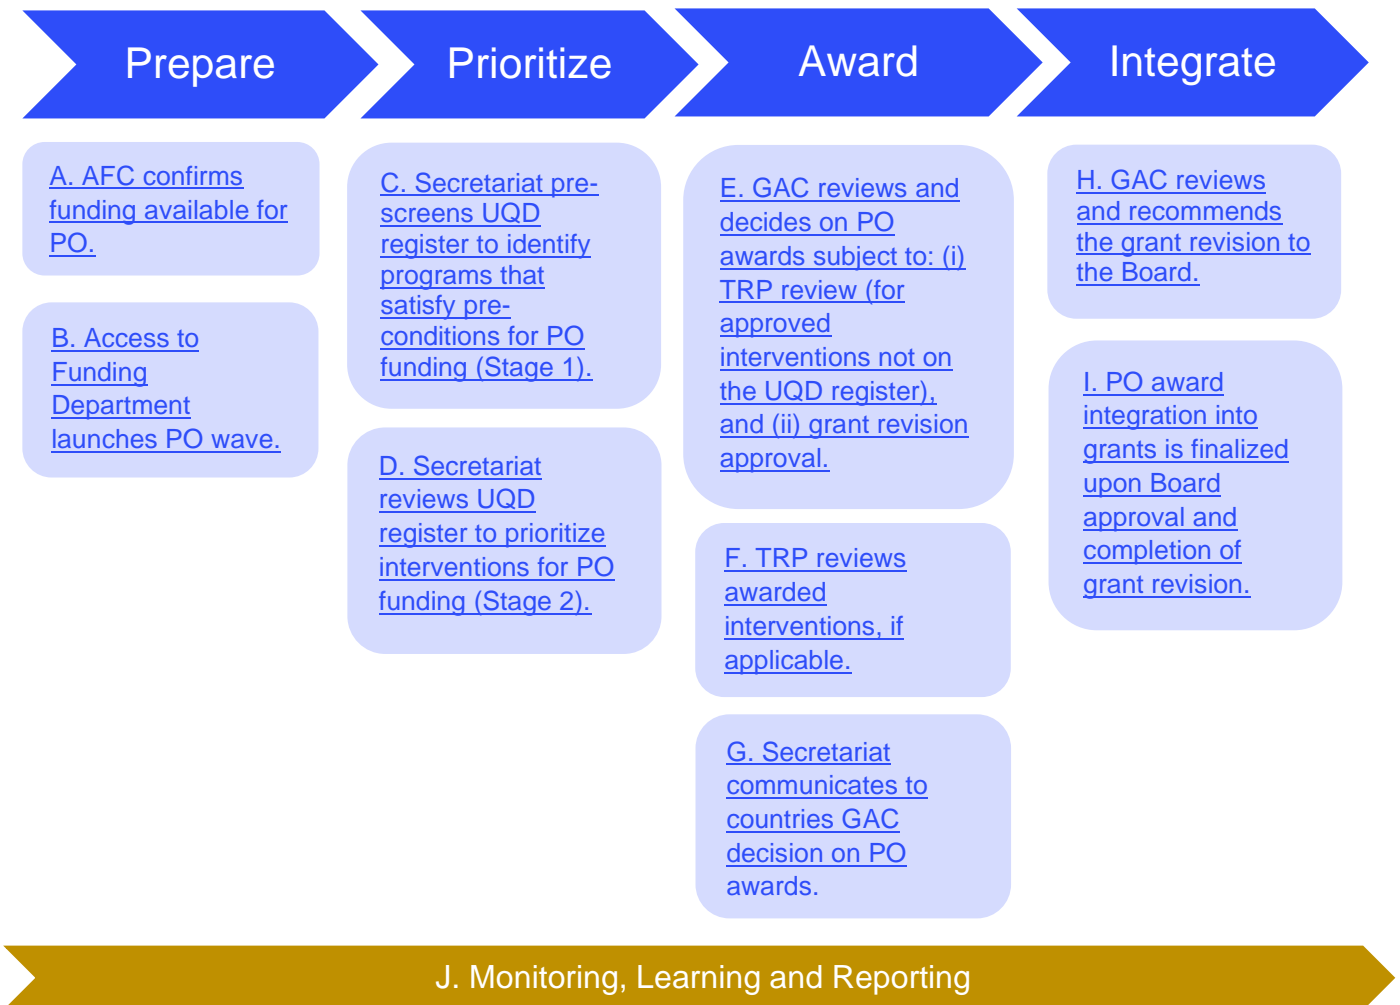 Prepare
Prioritize
Award
Integrate
A. AFC confirms
funding available for
PO.
B. Access to
Funding
Department
launches PO wave.
C. Secretariat pre-
screens UQD
register to identify
programs that
satisfy pre-
conditions for PO
funding (Stage 1).
D. Secretariat
reviews UQD
register to prioritize
interventions for PO
funding (Stage 2).
E. GAC reviews and
decides on PO
awards subject to: (i)
TRP review (for
approved
interventions not on
the UQD register),
and (ii) grant revision
approval.
F. TRP reviews
awarded
interventions, if
applicable.
G. Secretariat
communicates to
countries GAC
decision on PO
awards.
H. GAC reviews
and recommends
the grant revision to
the Board.
I. PO award
integration into
grants is finalized
upon Board
approval and
completion of
grant revision.
J. Monitoring, Learning and Reporting